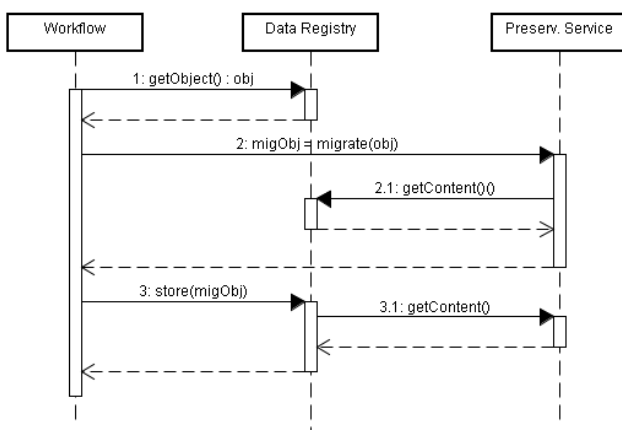 Workflow
Data Registry
Preserv. Service
1: getObject() : obj
2: migObj = migrate(obj)
2.1: getContent()()
3: store(migObj)
3.1: getContent()